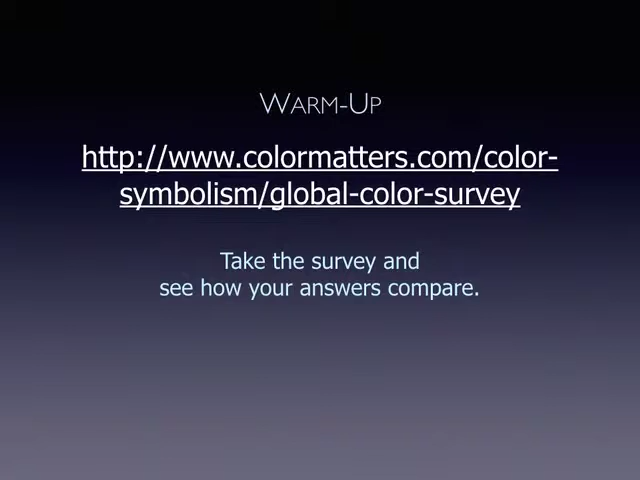 Warm-Up
http://www.colormatters.com/color-
symbolism/global-color-survey
Take the survey and
see how your answers compare.